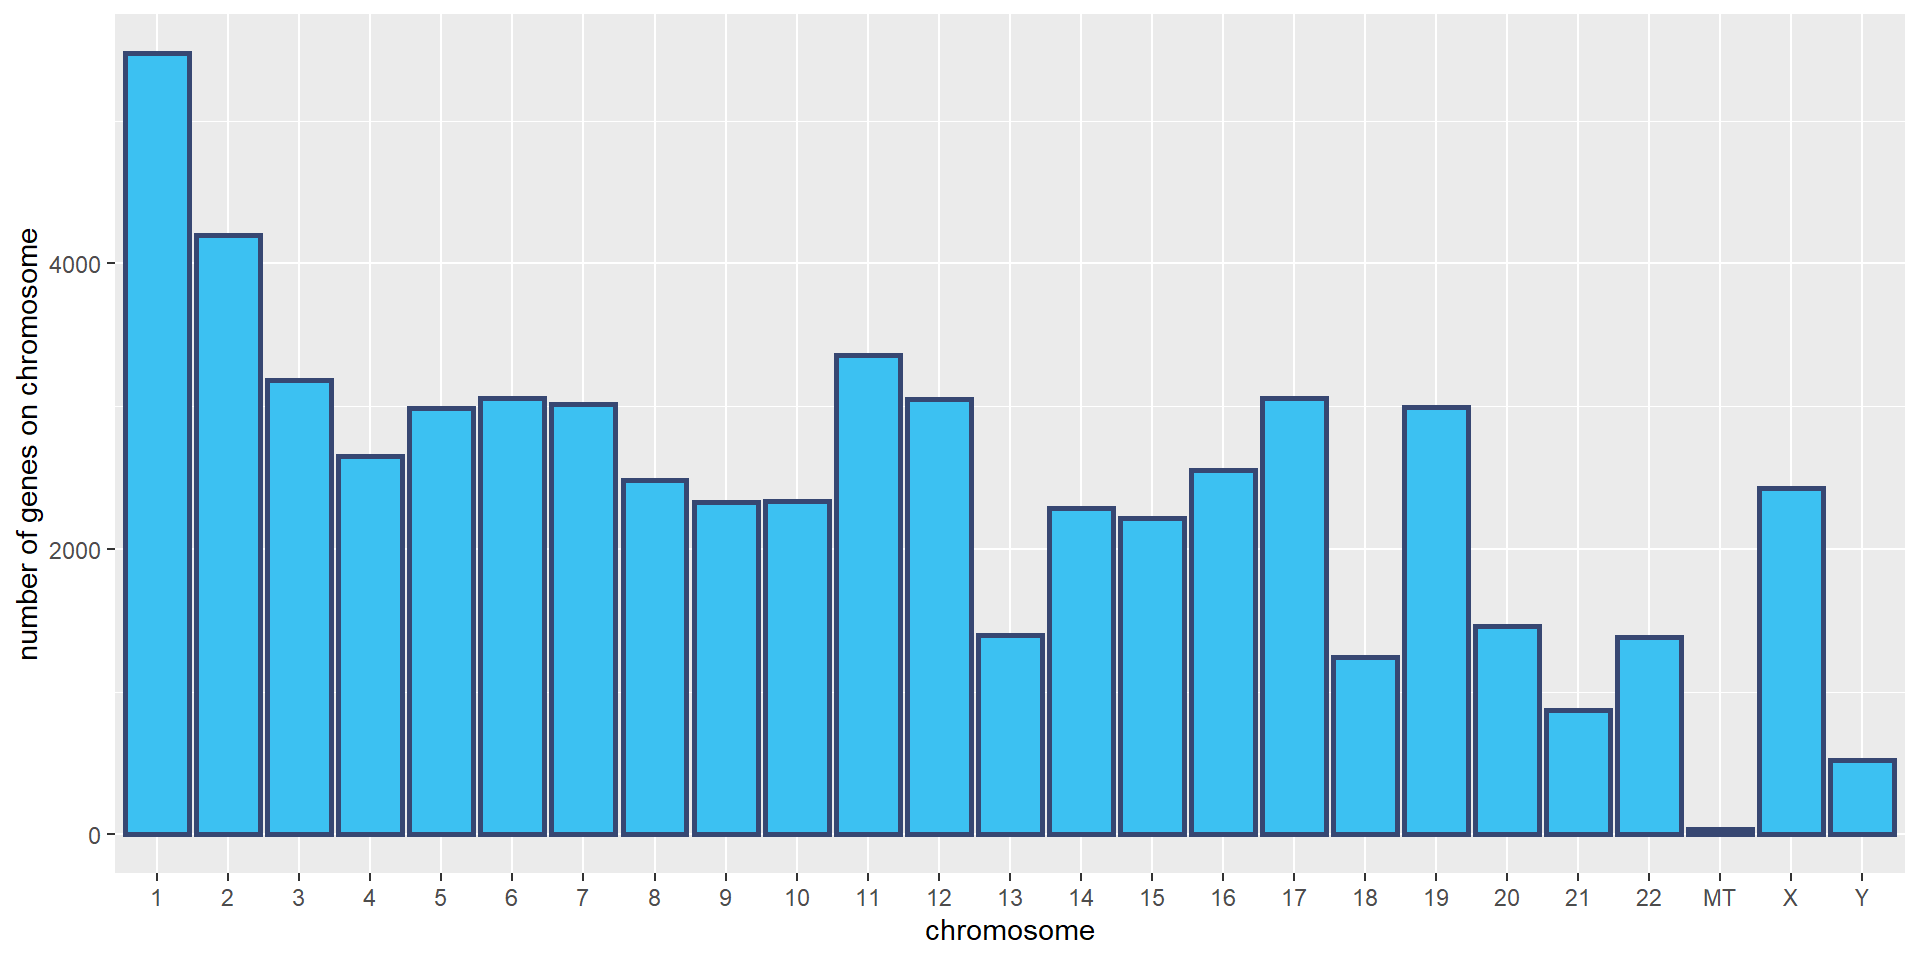 number of genes on chromosome
4000
2000
0
1 2 3 4 5 6 7 8 9 10 11 12 13 14 15 16 17 18 19 20 21 22 MT X Y
chromosome